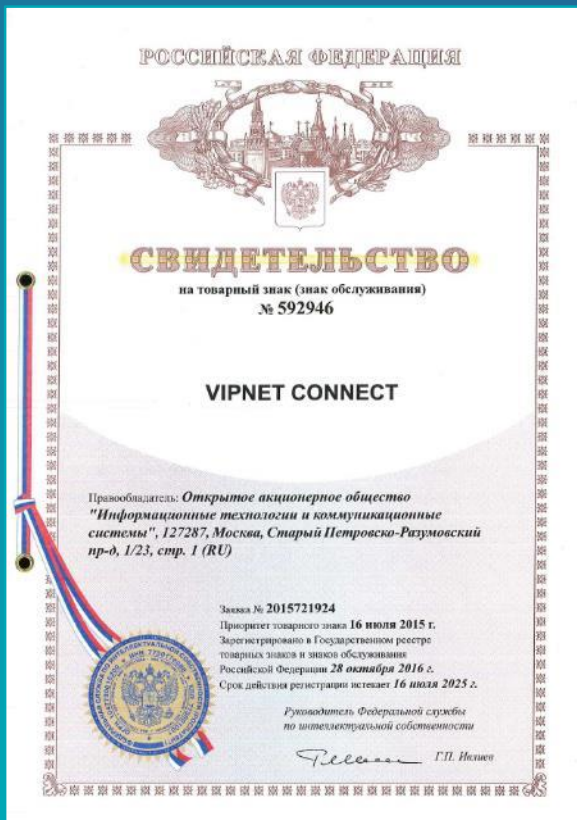 РОССИЙСКАЯ ФЕДЕРАЦИЯ
СВИДЕТЕЛЬСТВО
на товарный знак (знак обслуживания)
№ 592946
VIPNET CONNECT
Правообладатель: Открытое акционерное общество
"Информационные технологии и коммуникационные
системы", 127287, Москва, Старый Петровско-Разумовский
пр-д, 1/23, стр. 1 (RU)
Заявка № 2015721924
Приоритет товарного знака 16 июля 2015 г.
Зарегистрировано в Государственном реестре
товарных знаков и знаков обслуживания
Российской Федерации 28 октября 2016 г.
Срок действия регистрации истекает 16 июля 2025 г.
Руководитель Федеральной службы
по интеллектуальной собственности
Г.П. Ивлиев